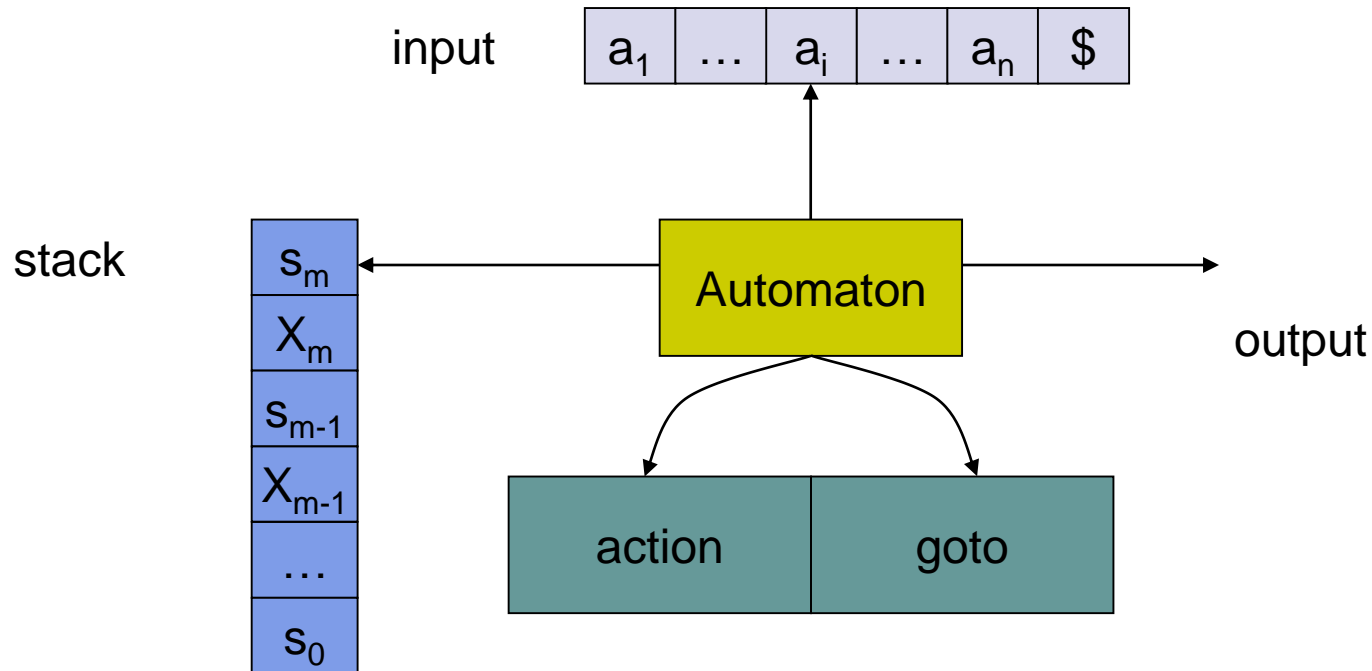 input a₁ … aᵢ … aₙ $
stack
sₘ
Xₘ
sₘ₋₁
Xₘ₋₁
…
s₀
Automaton
output
action goto